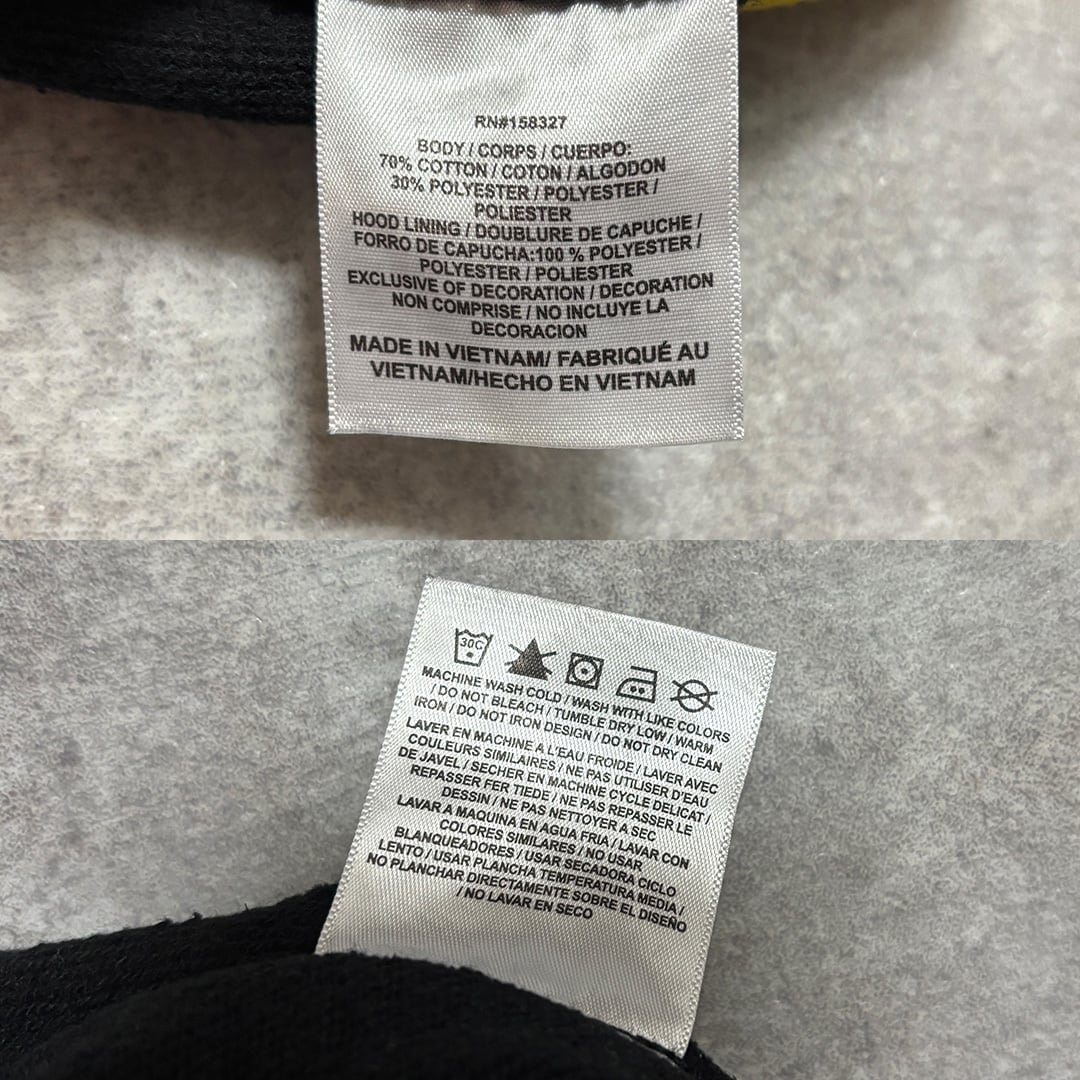 RN#158327
BODY / CORPS / CUERPO:
70% COTTON / COTON / ALGODON
30% POLYESTER / POLYESTER /
POLIESTER
HOOD LINING / DOUBLURE DE CAPUCHE /
FORRO DE CAPUCHA:100 % POLYESTER /
POLYESTER / POLIESTER
EXCLUSIVE OF DECORATION / DECORATION
NON COMPRISE / NO INCLUYE LA
DECORACION
MADE IN VIETNAM/ FABRIQUÉ AU
VIETNAM/HECHO EN VIETNAM
30C
MACHINE WASH COLD / WASH WITH LIKE COLORS
/ DO NOT BLEACH / TUMBLE DRY LOW / WARM
IRON / DO NOT IRON DESIGN / DO NOT DRY CLEAN
LAVER EN MACHINE A L'EAU FROIDE / LAVER AVEC
COULEURS SIMILAIRES / NE PAS UTILISER D'EAU
DE JAVEL / SECHER EN MACHINE CYCLE DELICAT /
REPASSER FER TIEDE / NE PAS REPASSER LE
DESSIN / NE PAS NETTOYER A SEC
LAVAR A MAQUINA EN AGUA FRIA / LAVAR CON
COLORES SIMILARES / NO USAR
BLANQUEADORES / USAR SECADORA CICLO
LENTO / USAR PLANCHA TEMPERATURA MEDIA /
NO PLANCHAR DIRECTAMENTE SOBRE EL DISEÑO
/ NO LAVAR EN SECO